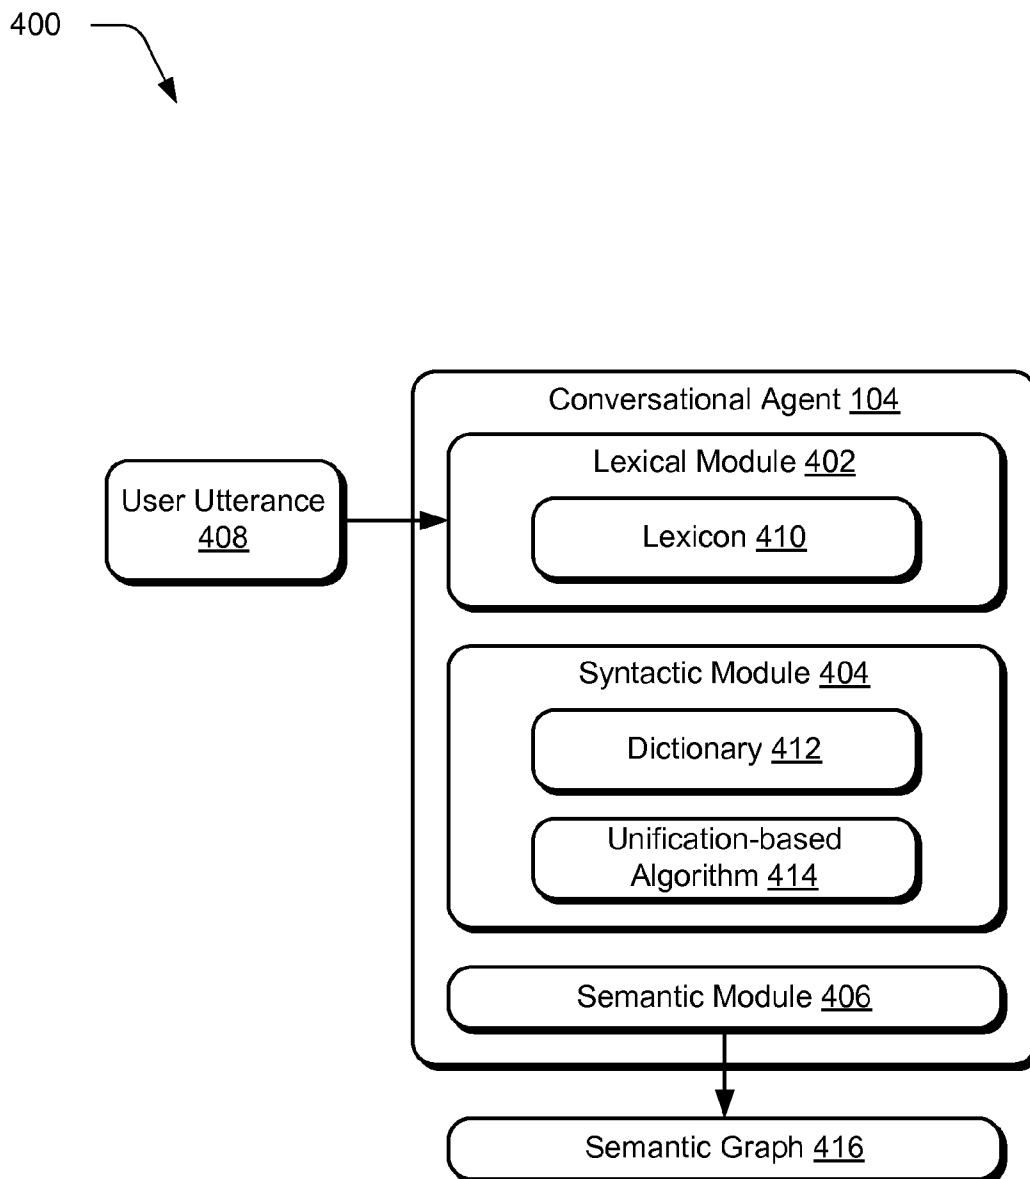 400
Conversational Agent 104
Lexical Module 402
User Utterance
408
Lexicon 410
Syntactic Module 404
Dictionary 412
Unification-based
Algorithm 414
Semantic Module 406
Semantic Graph 416